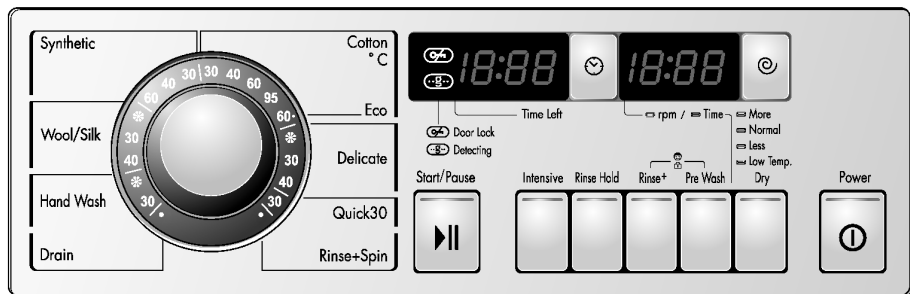 Synthetic
Cotton
°C
Eco
Wool/Silk
Delicate
Hand Wash
Quick30
Drain
Rinse+Spin
60 40 30 30 40 60 95
60
30
40
30
30
40
30
18:88
18:88
Time Left
rpm / Time
More
Normal
Less
Low Temp.
Door Lock
Detecting
Start/Pause
Intensive
Rinse Hold
Rinse+
Pre Wash
Dry
Power